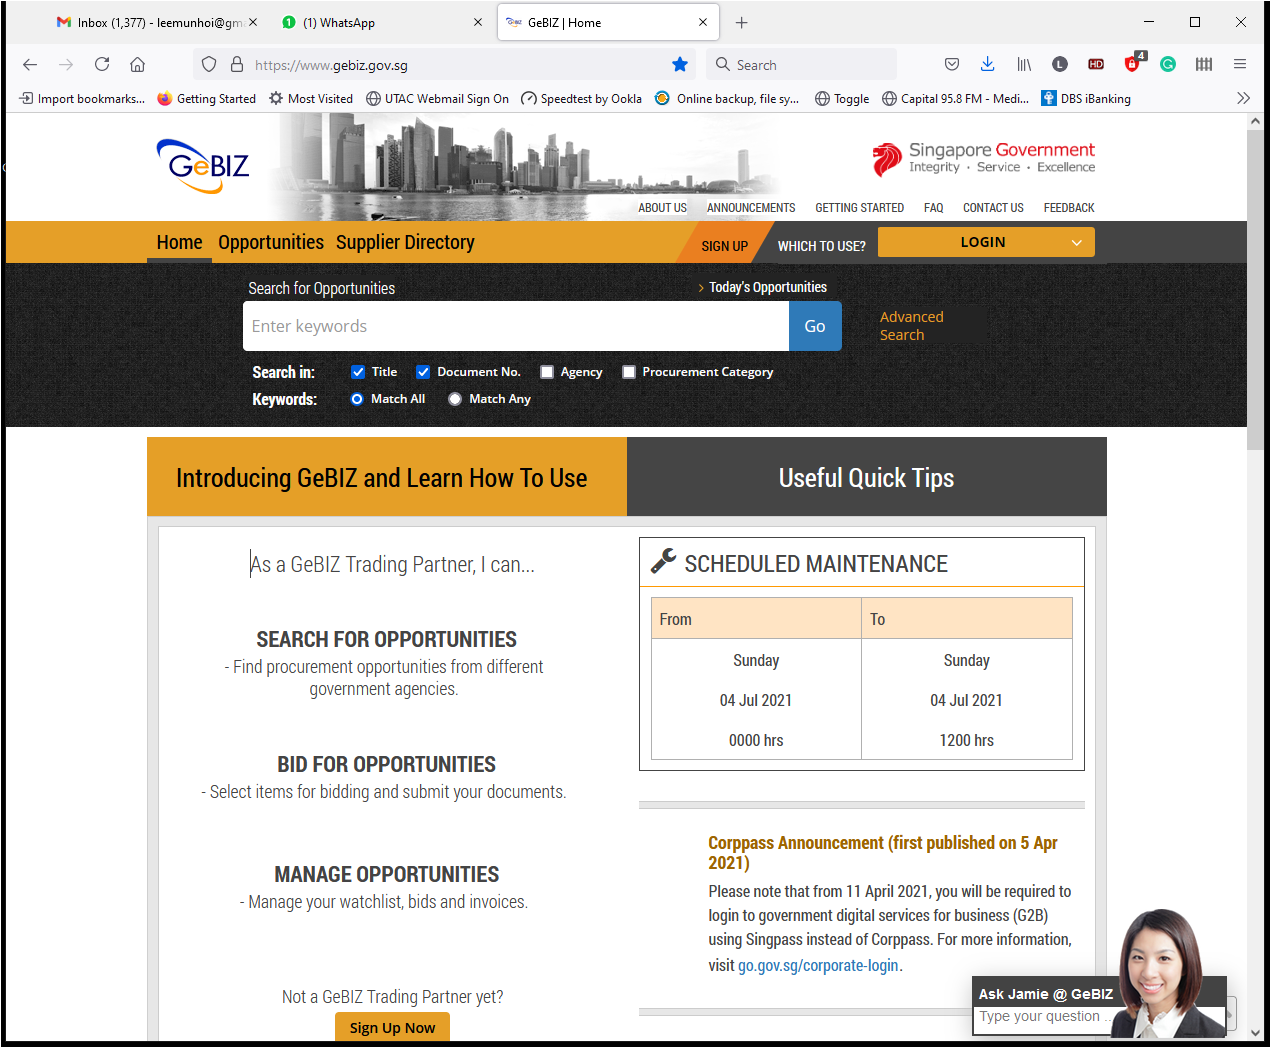 Inbox (1,377) - leemunhoi@gm
(1) WhatsApp
GeBIZ | Home
https://www.gebiz.gov.sg
Search
L
HD
4
Import bookmarks...
Getting Started
Most Visited
UTAC Webmail Sign On
Speedtest by Ookla
Online backup, file sy...
Toggle
Capital 95.8 FM - Medi...
DBS iBanking
GeBIZ
Singapore Government
Integrity · Service · Excellence
ABOUT US
ANNOUNCEMENTS
GETTING STARTED
FAQ
CONTACT US
FEEDBACK
Home
Opportunities
Supplier Directory
SIGN UP
WHICH TO USE?
LOGIN
Search for Opportunities
Today's Opportunities
Enter keywords
Go
Advanced
Search
Search in:
Title
Document No.
Agency
Procurement Category
Keywords:
Match All
Match Any
Introducing GeBIZ and Learn How To Use
Useful Quick Tips
As a GeBIZ Trading Partner, I can...
SEARCH FOR OPPORTUNITIES
- Find procurement opportunities from different
government agencies.
BID FOR OPPORTUNITIES
- Select items for bidding and submit your documents.
MANAGE OPPORTUNITIES
- Manage your watchlist, bids and invoices.
Not a GeBIZ Trading Partner yet?
Sign Up Now
SCHEDULED MAINTENANCE
From
To
Sunday
Sunday
04 Jul 2021
04 Jul 2021
0000 hrs
1200 hrs
Corppass Announcement (first published on 5 Apr
2021)
Please note that from 11 April 2021, you will be required to
login to government digital services for business (G2B)
using Singpass instead of Corppass. For more information,
visit go.gov.sg/corporate-login.
Ask Jamie @ GeBIZ
Type your question ...